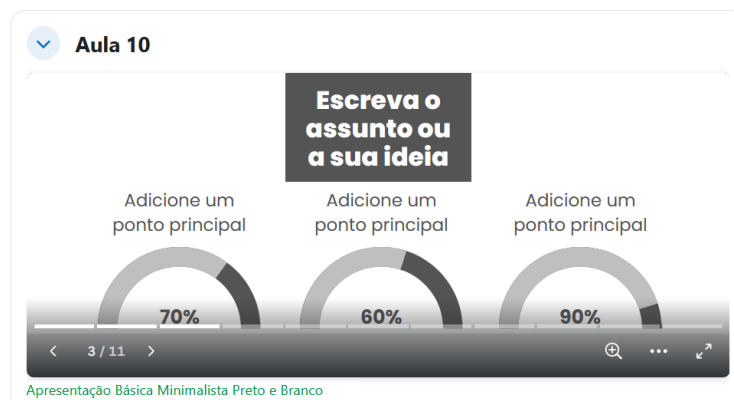 Aula 10
Escreva o
assunto ou
a sua ideia
Adicione um
ponto principal
Adicione um
ponto principal
Adicione um
ponto principal
70%
60%
90%
3 / 11
Apresentação Básica Minimalista Preto e Branco